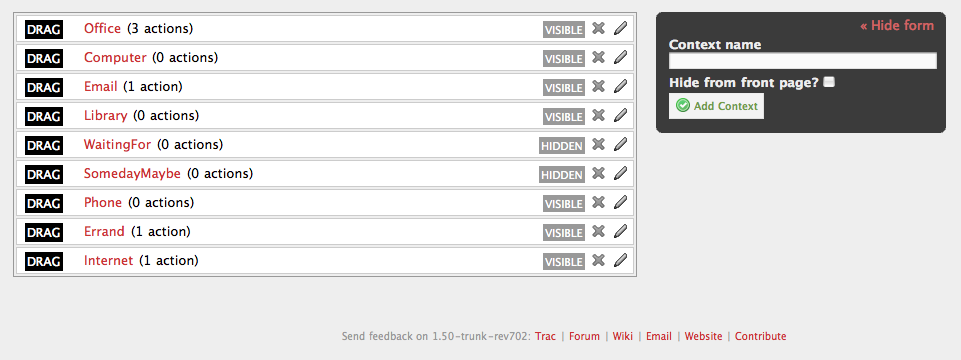 DRAG Office (3 actions) VISIBLE
DRAG Computer (0 actions) VISIBLE
DRAG Email (1 action) VISIBLE
DRAG Library (0 actions) VISIBLE
DRAG WaitingFor (0 actions) HIDDEN
DRAG SomedayMaybe (0 actions) HIDDEN
DRAG Phone (0 actions) VISIBLE
DRAG Errand (1 action) VISIBLE
DRAG Internet (1 action) VISIBLE
« Hide form
Context name
Hide from front page?
Add Context
Send feedback on 1.50-trunk-rev702: Trac | Forum | Wiki | Email | Website | Contribute